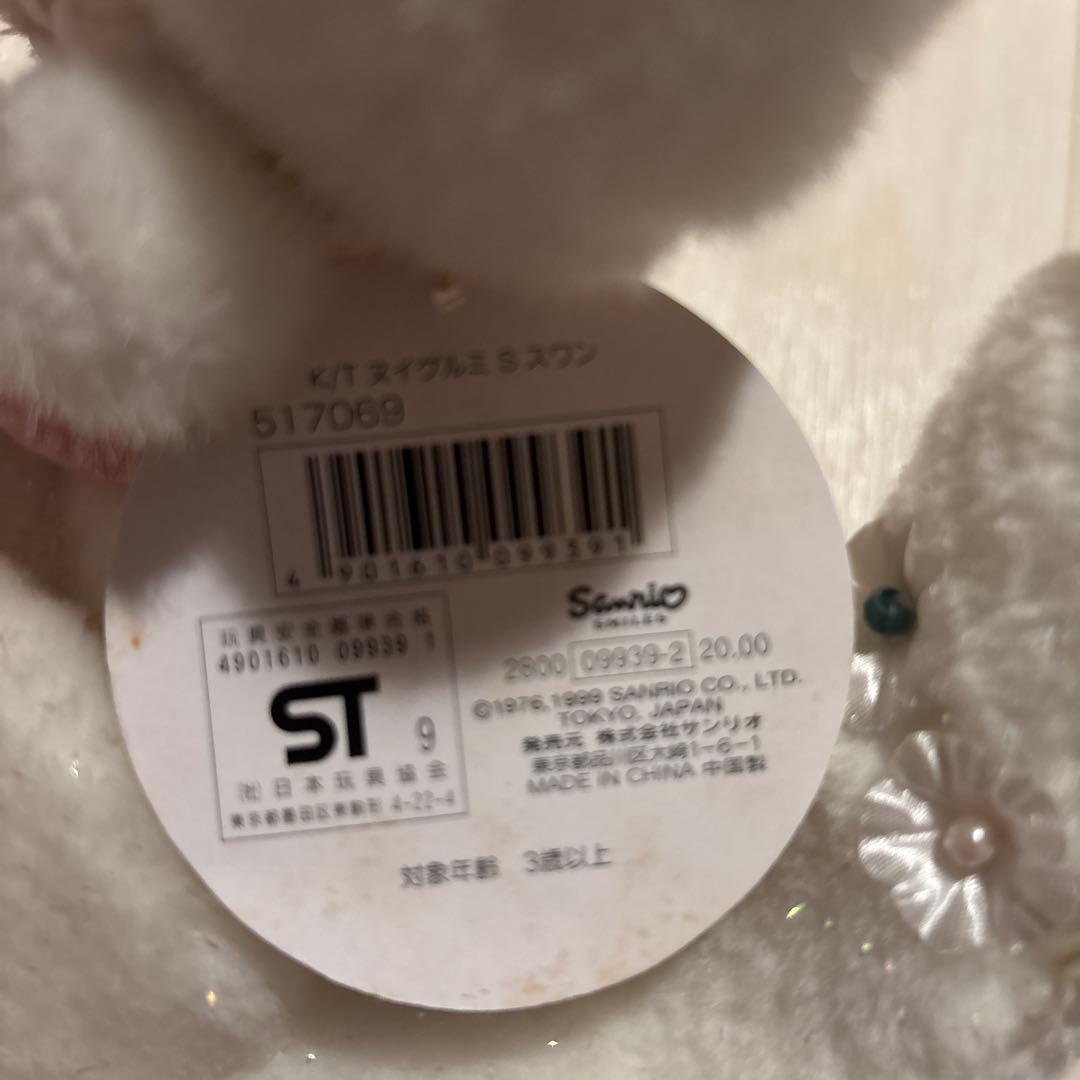 K/T ヌイグルミ S スワン
517069
4 901610 099391
玩具安全基準合格
4901610 09939 1
ST 9
(社)日本玩具協会
東京都墨田区東駒形 4-22-4
Sanrio
SMILES
2800 09939-2 20.00
©1976,1999 SANRIO CO., LTD.
TOKYO, JAPAN
発売元 株式会社サンリオ
東京都品川区大崎1-6-1
MADE IN CHINA 中国製
対象年齢 3歳以上